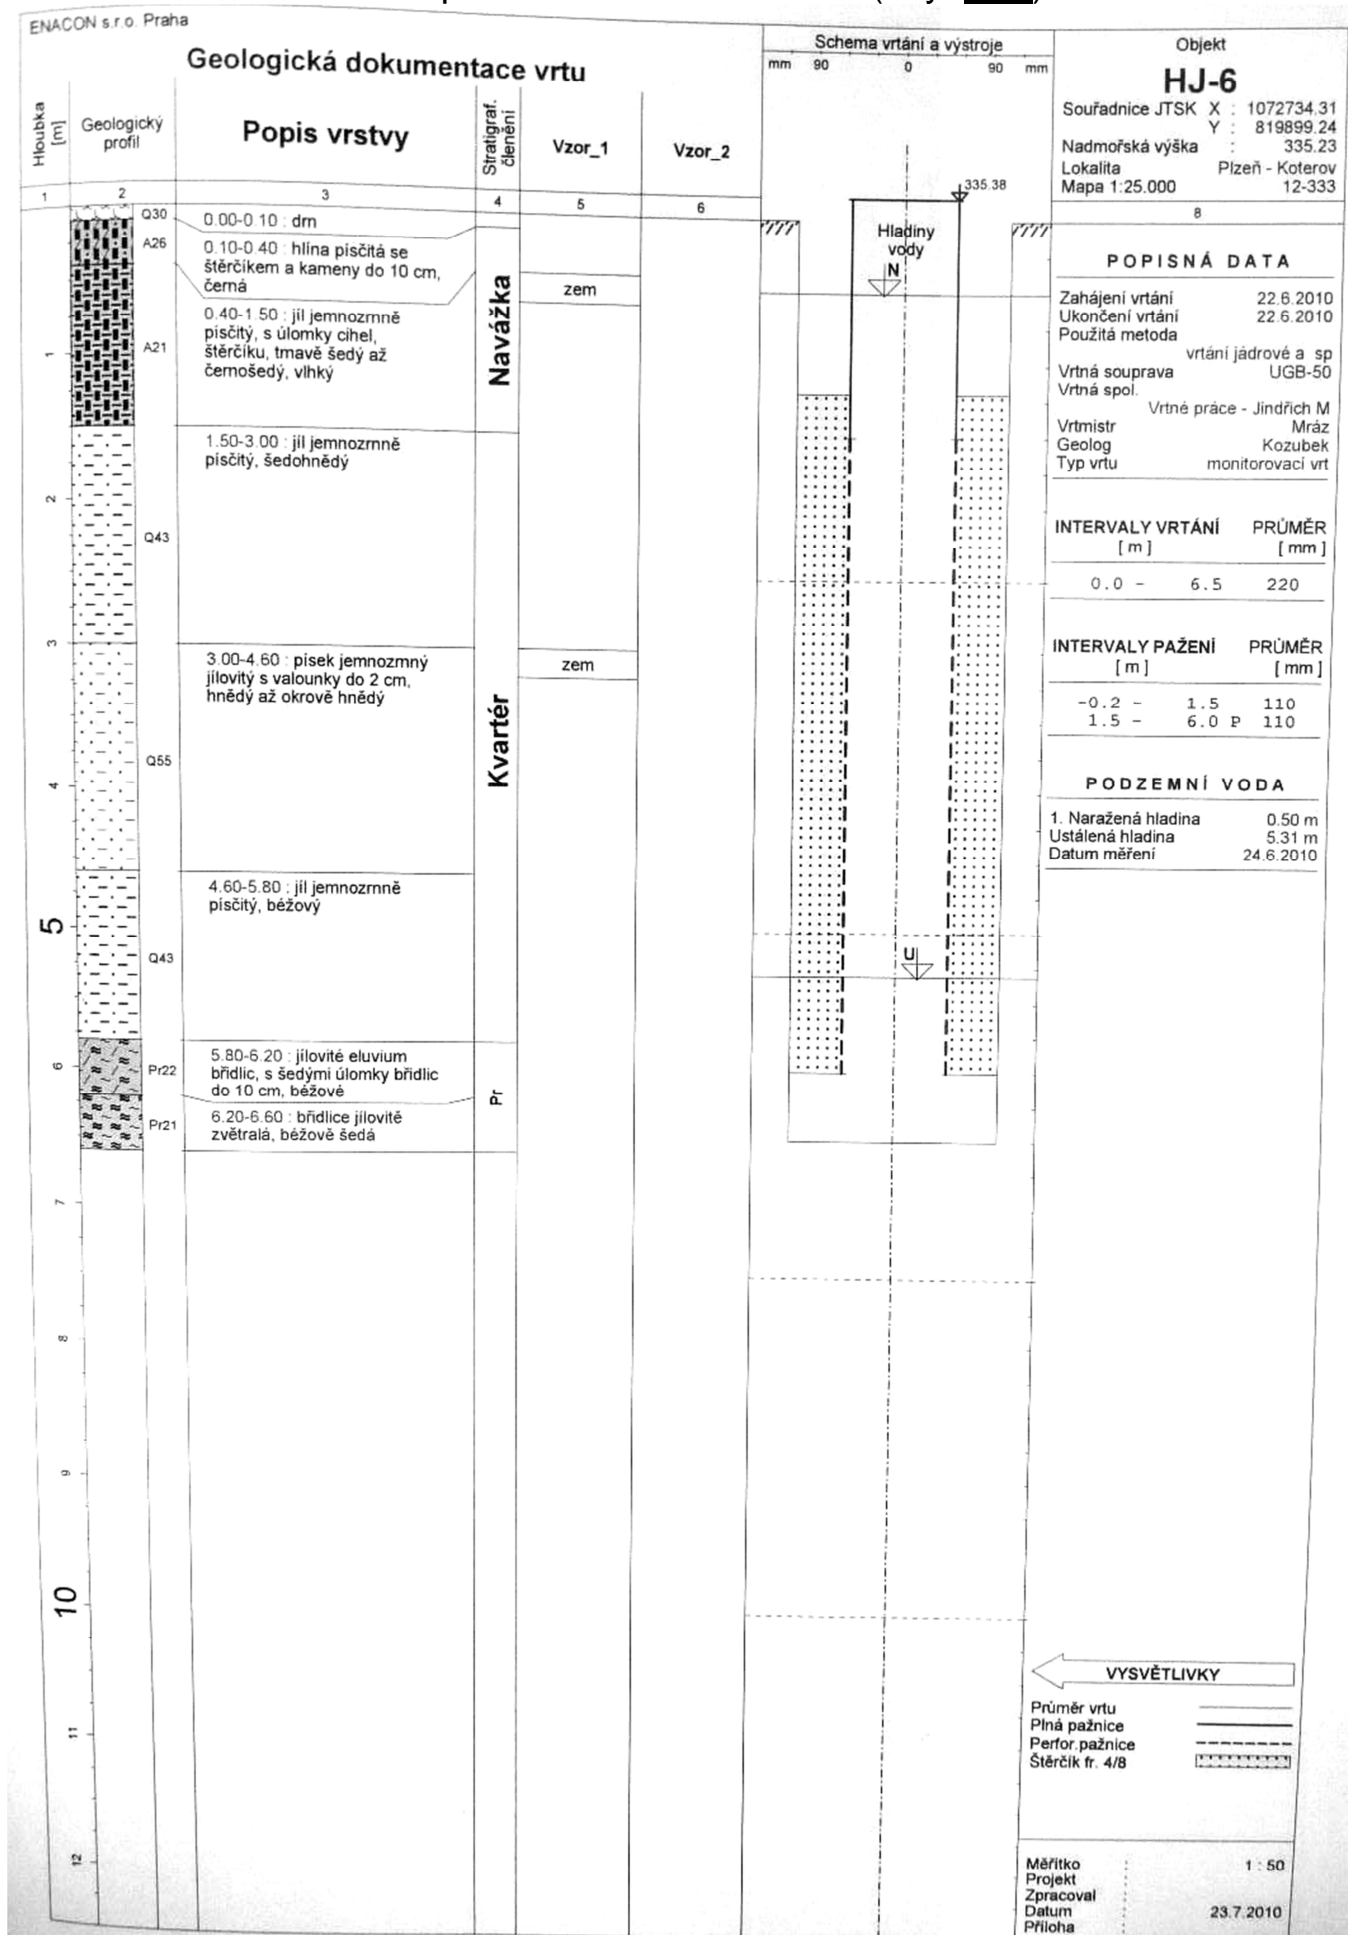 ENACON s.r.o. Praha
Geologická dokumentace vrtu
Hloubka
[m]
Geologický
profil
Popis vrstvy
Stratigraf.
členění
Vzor_1
Vzor_2
1
2
3
4
5
6
Q30
A26
A21
Q43
Q55
Q43
Pr22
Pr21
0.00-0.10 : drn
0.10-0.40 : hlína písčitá se
štěrčíkem a kameny do 10 cm,
černá
0.40-1.50 : jíl jemnozrnně
písčitý, s úlomky cihel,
štěrčíku, tmavě šedý až
černošedý, vlhký
1.50-3.00 : jíl jemnozrnně
písčitý, šedohnědý
3.00-4.60 : písek jemnozrnný
jílovitý s valounky do 2 cm,
hnědý až okrově hnědý
4.60-5.80 : jíl jemnozrnně
písčitý, béžový
5.80-6.20 : jílovité eluvium
břidlic, s šedými úlomky břidlic
do 10 cm, béžové
6.20-6.60 : břidlice jílovitě
zvětralá, béžově šedá
Navážka
Kvartér
Pr
zem
zem
1
2
3
4
5
6
7
8
9
10
11
12
Schema vrtání a výstroje
mm 90 0 90 mm
335.38
Hladiny
vody
N
U
Objekt
HJ-6
Souřadnice JTSK X : 1072734.31
Y : 819899.24
Nadmořská výška : 335.23
Lokalita Plzeň - Koterov
Mapa 1:25.000 12-333
8
POPISNÁ DATA
Zahájení vrtání 22.6.2010
Ukončení vrtání 22.6.2010
Použitá metoda
vrtání jádrové a sp
Vrtná souprava UGB-50
Vrtná spol.
Vrtné práce - Jindřich M
Vrtmistr Mráz
Geolog Kozubek
Typ vrtu monitorovací vrt
INTERVALY VRTÁNÍ PRŮMĚR
[ m ] [ mm ]
0.0 - 6.5 220
INTERVALY PAŽENÍ PRŮMĚR
[ m ] [ mm ]
-0.2 - 1.5 110
1.5 - 6.0 P 110
PODZEMNÍ VODA
1. Naražená hladina 0.50 m
Ustálená hladina 5.31 m
Datum měření 24.6.2010
VYSVĚTLIVKY
Průměr vrtu
Plná pažnice
Perfor.pažnice
Štěrčík fr. 4/8
Měřítko : 1 : 50
Projekt :
Zpracoval :
Datum : 23.7.2010
Příloha :